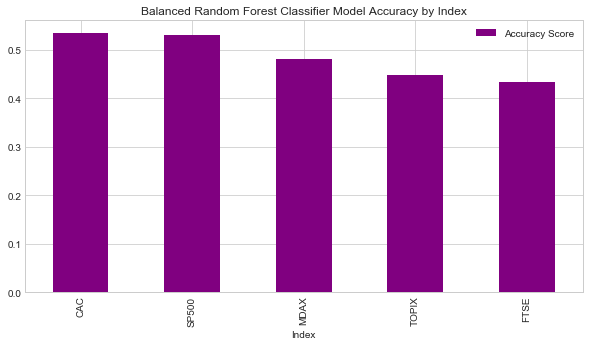 Balanced Random Forest Classifier Model Accuracy by Index
Accuracy Score
0.5
0.4
0.3
0.2
0.1
0.0
CAC
SP500
MDAX
TOPIX
FTSE
Index